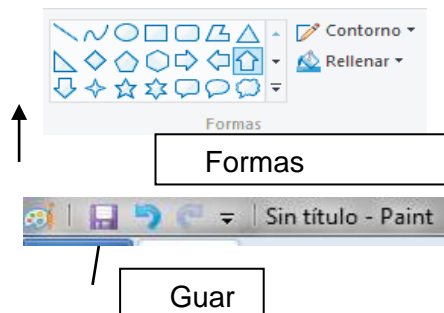 Contorno
Rellenar
Formas
Formas
Sin título - Paint
Guar